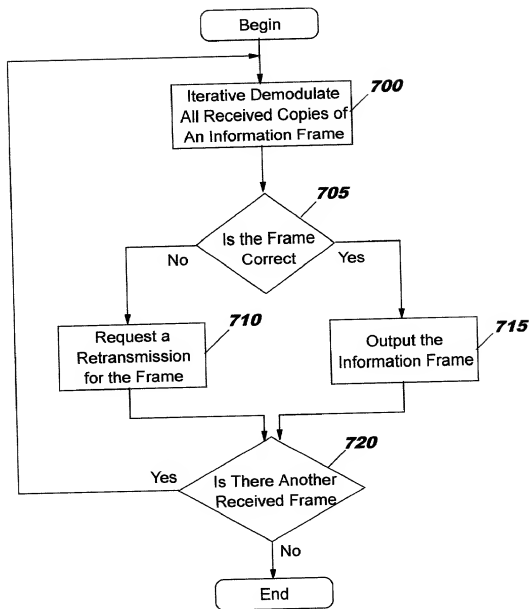 Begin
Iterative Demodulate
All Received Copies of
An Information Frame
700
705
Is the Frame
Correct
No
Yes
Request a
Retransmission
for the Frame
710
Output the
Information Frame
715
720
Is There Another
Received Frame
Yes
No
End